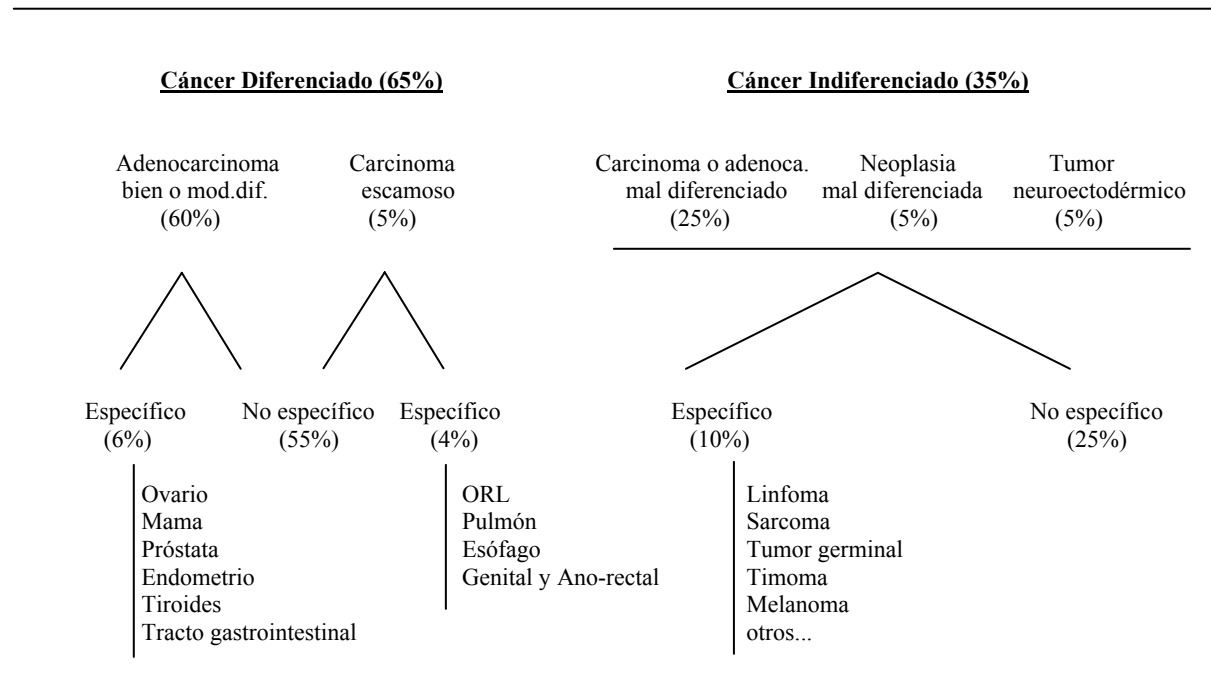 Cáncer Diferenciado (65%)
Cáncer Indiferenciado (35%)
Adenocarcinoma
bien o mod.dif.
(60%)
Carcinoma
escamoso
(5%)
Carcinoma o adenoca.
mal diferenciado
(25%)
Neoplasia
mal diferenciada
(5%)
Tumor
neuroectodérmico
(5%)
Específico
(6%)
No específico
(55%)
Específico
(4%)
Específico
(10%)
No específico
(25%)
Ovario
Mama
Próstata
Endometrio
Tiroides
Tracto gastrointestinal
ORL
Pulmón
Esófago
Genital y Ano-rectal
Linfoma
Sarcoma
Tumor germinal
Timoma
Melanoma
otros...